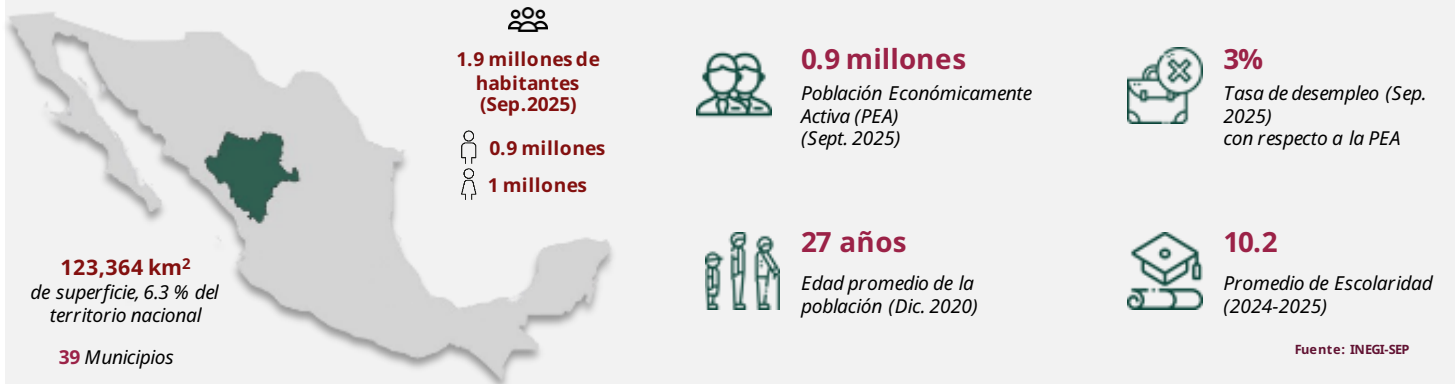 1.9 millones de
habitantes
(Sep.2025)
0.9 millones
1 millones
123,364 km²
de superficie, 6.3 % del
territorio nacional
39 Municipios
0.9 millones
Población Económicamente
Activa (PEA)
(Sept. 2025)
3%
Tasa de desempleo (Sep.
2025)
con respecto a la PEA
27 años
Edad promedio de la
población (Dic. 2020)
10.2
Promedio de Escolaridad
(2024-2025)
Fuente: INEGI-SEP